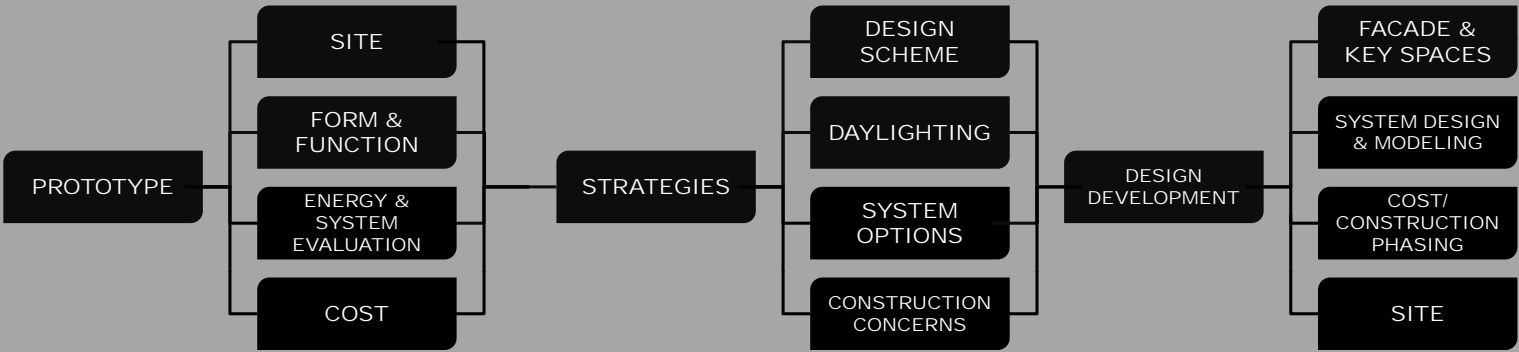 PROTOTYPE
SITE
FORM &
FUNCTION
ENERGY &
SYSTEM
EVALUATION
COST
STRATEGIES
DESIGN
SCHEME
DAYLIGHTING
SYSTEM
OPTIONS
CONSTRUCTION
CONCERNS
DESIGN
DEVELOPMENT
FACADE &
KEY SPACES
SYSTEM DESIGN
& MODELING
COST/
CONSTRUCTION
PHASING
SITE